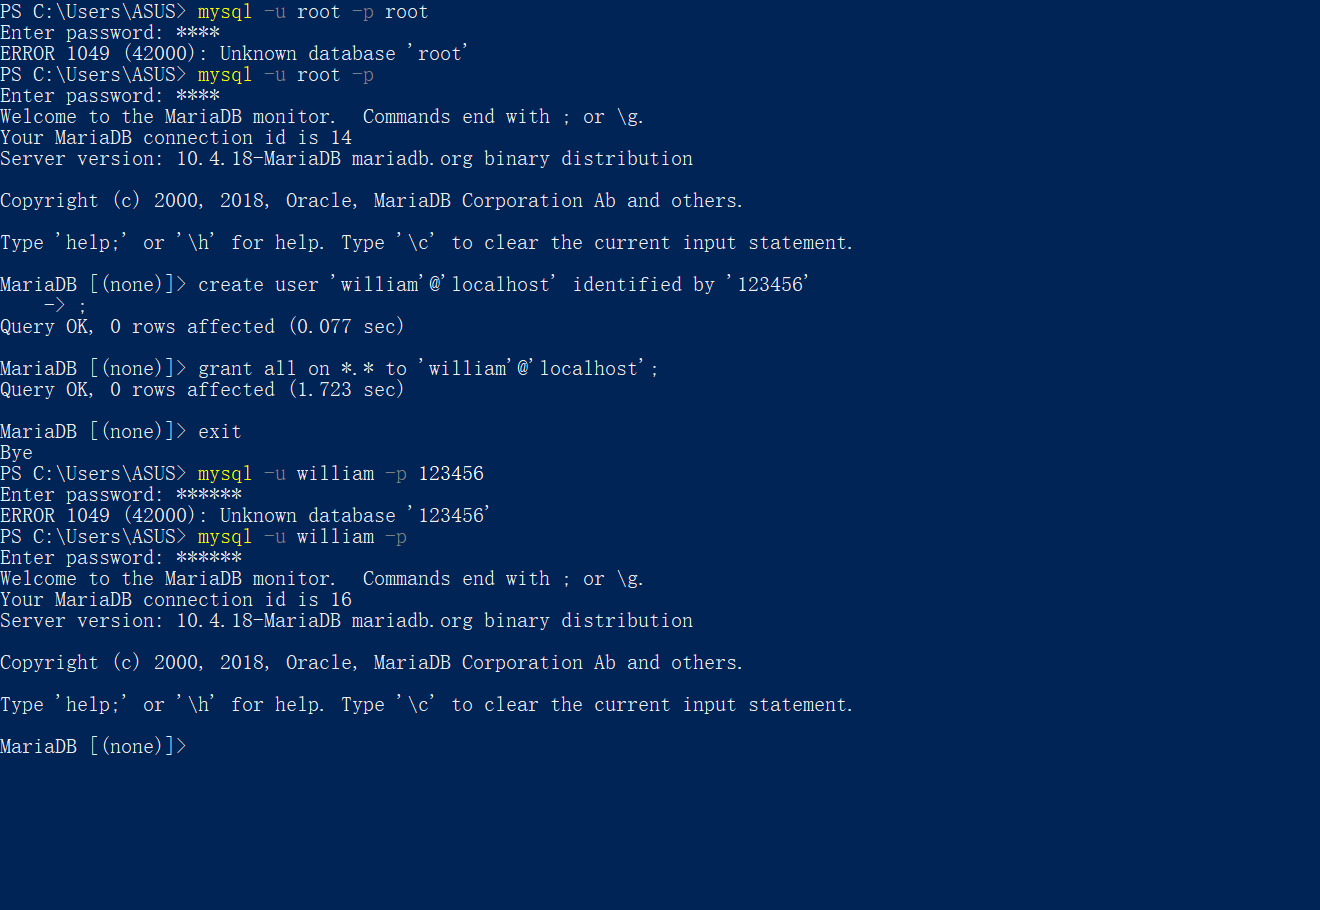 PS C:\Users\ASUS> mysql -u root -p root
Enter password: ****
ERROR 1049 (42000): Unknown database 'root'
PS C:\Users\ASUS> mysql -u root -p
Enter password: ****
Welcome to the MariaDB monitor.  Commands end with ; or \g.
Your MariaDB connection id is 14
Server version: 10.4.18-MariaDB mariadb.org binary distribution

Copyright (c) 2000, 2018, Oracle, MariaDB Corporation Ab and others.

Type 'help;' or '\h' for help. Type '\c' to clear the current input statement.

MariaDB [(none)]> create user 'william'@'localhost' identified by '123456'
    -> ;
Query OK, 0 rows affected (0.077 sec)

MariaDB [(none)]> grant all on *.* to 'william'@'localhost';
Query OK, 0 rows affected (1.723 sec)

MariaDB [(none)]> exit
Bye
PS C:\Users\ASUS> mysql -u william -p 123456
Enter password: ******
ERROR 1049 (42000): Unknown database '123456'
PS C:\Users\ASUS> mysql -u william -p
Enter password: ******
Welcome to the MariaDB monitor.  Commands end with ; or \g.
Your MariaDB connection id is 16
Server version: 10.4.18-MariaDB mariadb.org binary distribution

Copyright (c) 2000, 2018, Oracle, MariaDB Corporation Ab and others.

Type 'help;' or '\h' for help. Type '\c' to clear the current input statement.

MariaDB [(none)]>